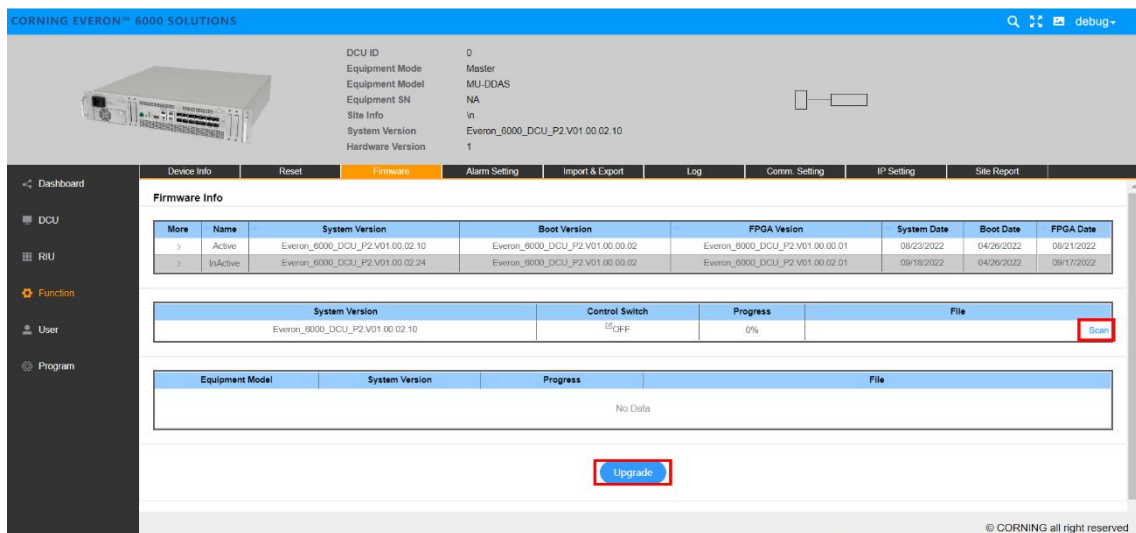 CORNING EVERON™ 6000 SOLUTIONS debug
DCU ID 0
Equipment Mode Master
Equipment Model MU-DDAS
Equipment SN NA
Site Info \n
System Version Everon_6000_DCU_P2.V01.00.02.10
Hardware Version 1
Dashboard
DCU
RIU
Function
User
Program
Device Info Reset Firmware Alarm Setting Import & Export Log Comm. Setting IP Setting Site Report
Firmware Info
More Name System Version Boot Version FPGA Vesion System Date Boot Date FPGA Date
Active Everon_6000_DCU_P2.V01.00.02.10 Everon_6000_DCU_P2.V01.00.00.02 Everon_6000_DCU_P2.V01.00.00.01 08/23/2022 04/26/2022 08/21/2022
InActive Everon_6000_DCU_P2.V01.00.02.24 Everon_6000_DCU_P2.V01.00.00.02 Everon_6000_DCU_P2.V01.00.02.01 09/18/2022 04/26/2022 09/17/2022
System Version Control Switch Progress File
Everon_6000_DCU_P2.V01.00.02.10 OFF 0% Scan
Equipment Model System Version Progress File
No Data
Upgrade
© CORNING all right reserved